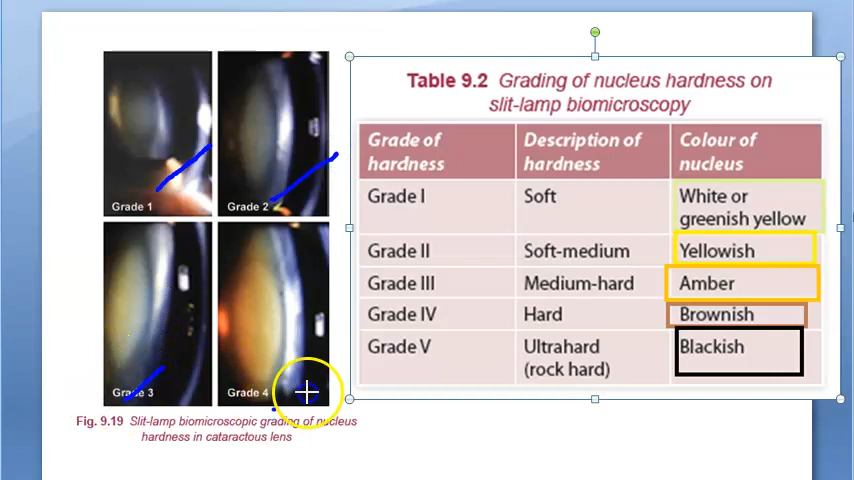 Grade 1
Grade 2
Grade 3
Grade 4
Fig. 9.19 Slit-lamp biomicroscopic grading of nucleus
hardness in cataractous lens
Table 9.2 Grading of nucleus hardness on
slit-lamp biomicroscopy
Grade of hardness | Description of hardness | Colour of nucleus
Grade I | Soft | White or greenish yellow
Grade II | Soft-medium | Yellowish
Grade III | Medium-hard | Amber
Grade IV | Hard | Brownish
Grade V | Ultrahard (rock hard) | Blackish